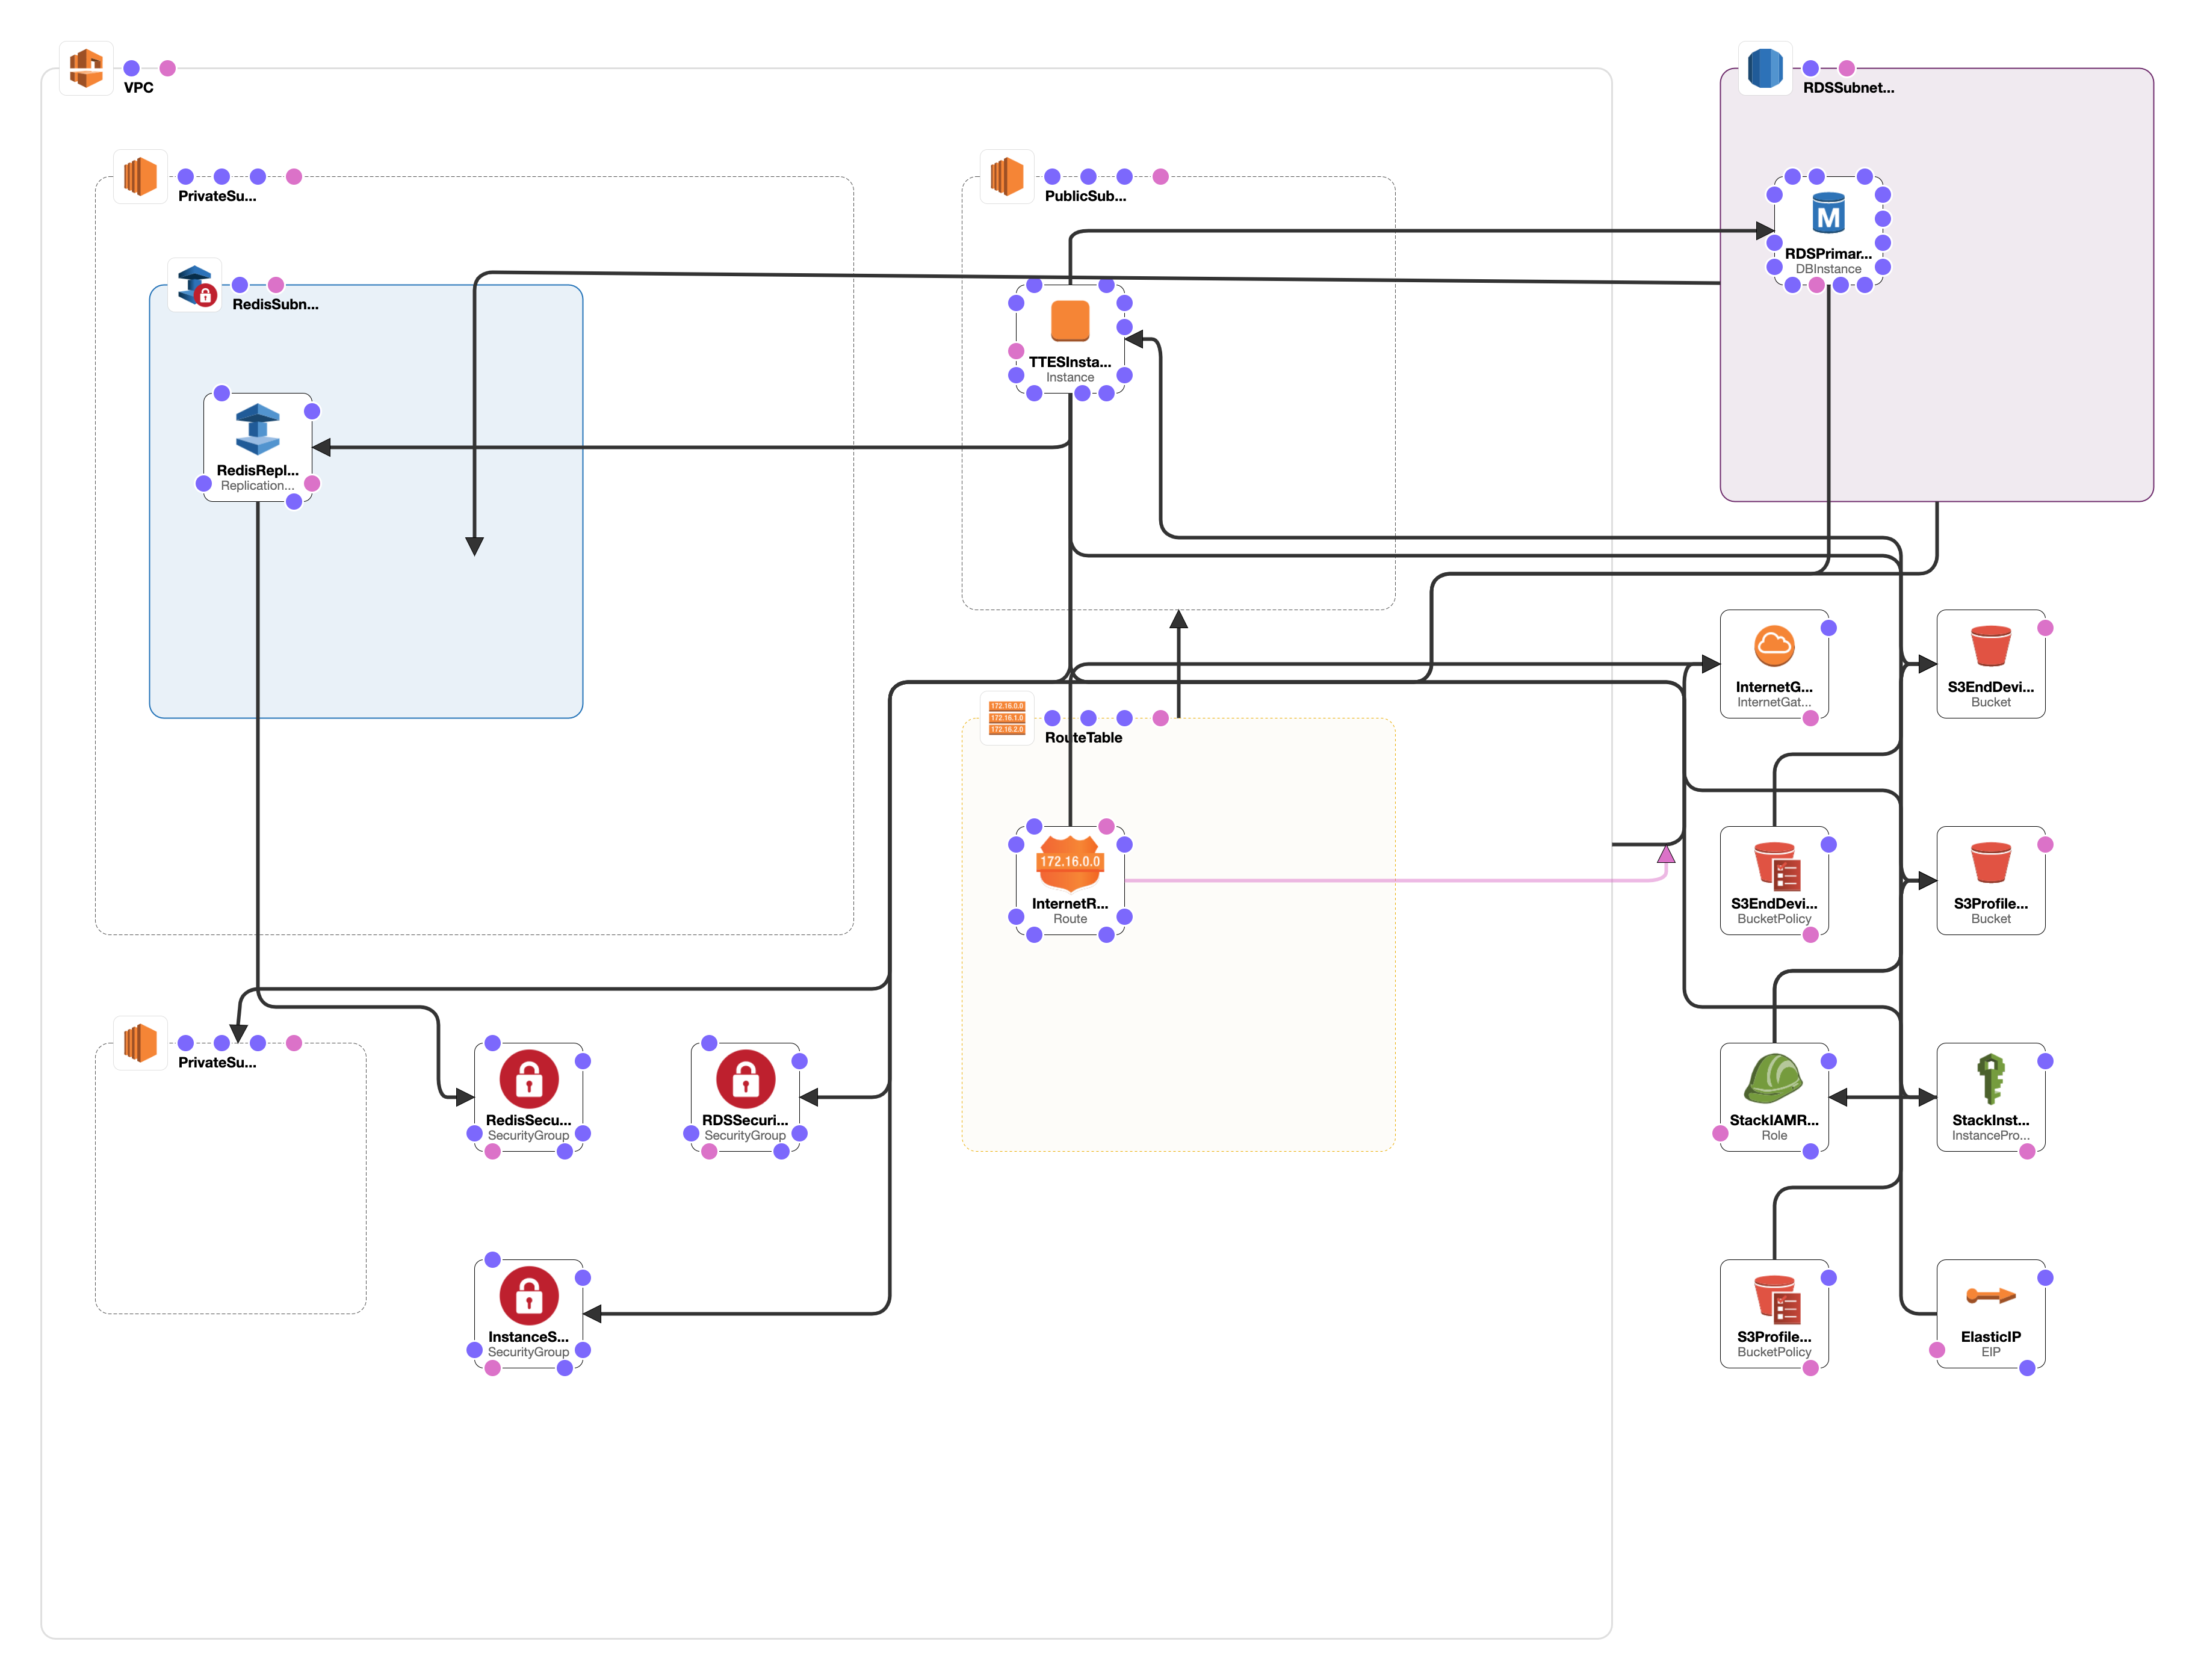 VPC
RDSSubnet...
PrivateSu...
PublicSub...
M
RDSPrimar...
DBInstance
RedisSubn...
TTESInsta...
Instance
RedisRepl...
Replication...
InternetG...
InternetGat...
S3EndDevi...
Bucket
172.16.0.0
172.16.1.0
172.16.2.0
RouteTable
172.16.0.0
InternetR...
Route
S3EndDevi...
BucketPolicy
S3Profile...
Bucket
PrivateSu...
RedisSecu...
SecurityGroup
RDSSecuri...
SecurityGroup
StackIAMR...
Role
StackInst...
InstancePro...
InstanceS...
SecurityGroup
S3Profile...
BucketPolicy
ElasticIP
EIP